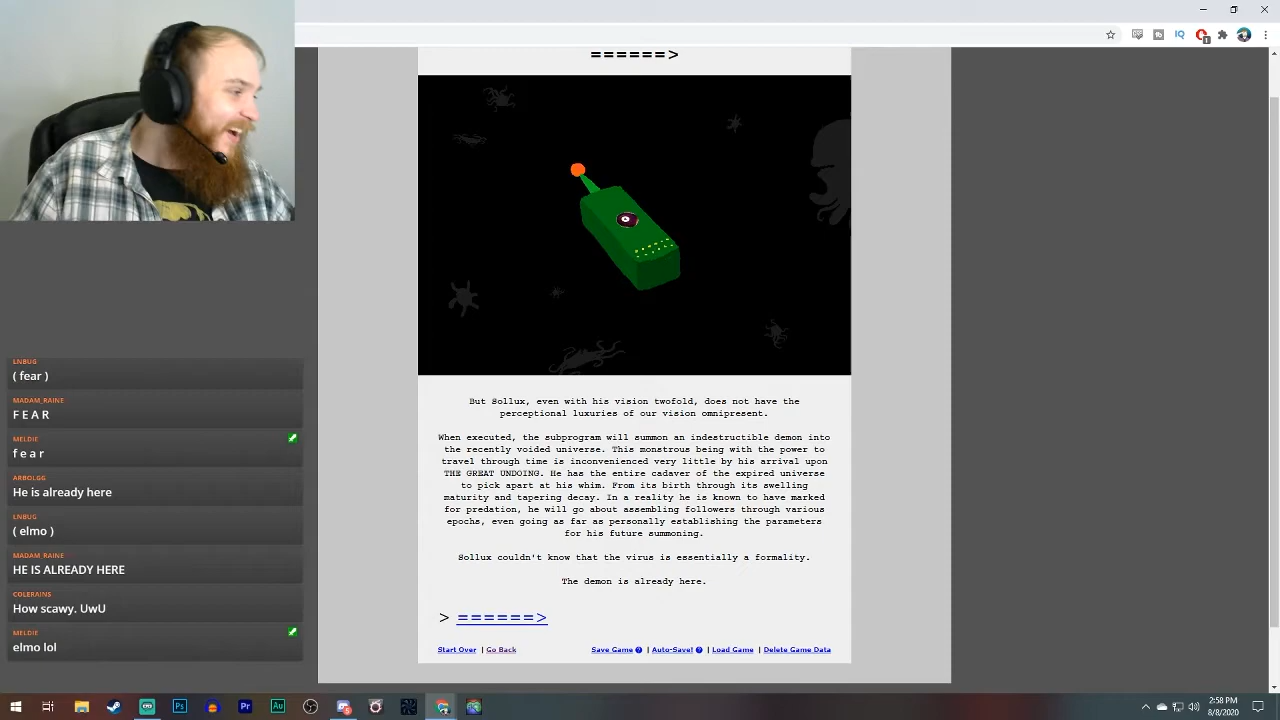 ======>
But Sollux, even with his vision twofold, does not have the
perceptional luxuries of our vision omnipresent.
When executed, the subprogram will summon an indestructible demon into
the recently voided universe. This monstrous being with the power to
travel through time is inconvenienced very little by his arrival upon
THE GREAT UNDOING. He has the entire cadaver of the expired universe
to pick apart at his whim. From its birth through its swelling
maturity and tapering decay. In a reality he is known to have marked
for predation, he will go about assembling followers through various
epochs, even going as far as personally establishing the parameters
for his future summoning.
Sollux couldn't know that the virus is essentially a formality.
The demon is already here.
> ======>
Start Over | Go Back
Save Game ? | Auto-Save! ? | Load Game | Delete Game Data
LNBUG
( fear )
MADAM_RAINE
F E A R
MELDIE
f e a r
ARBOLGG
He is already here
LNBUG
( elmo )
MADAM_RAINE
HE IS ALREADY HERE
COLERAINS
How scawy. UwU
MELDIE
elmo lol
IQ
1
Ps
Pr
Au
2:58 PM
8/8/2020